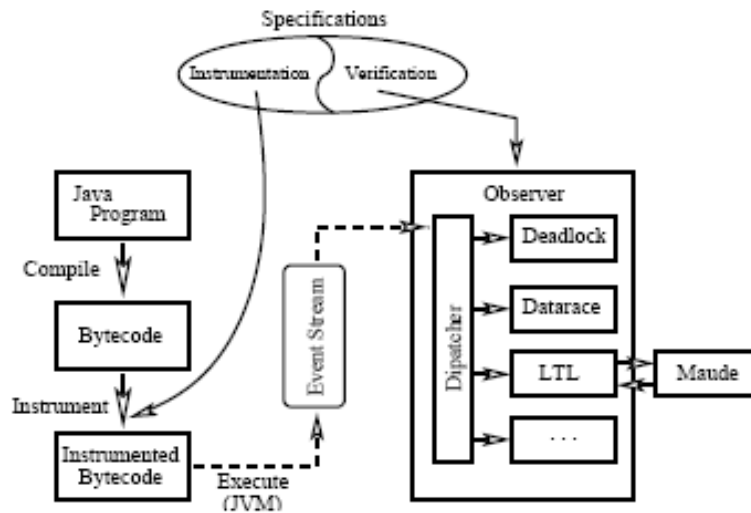 Specifications
Instrumentation
Verification
Java
Program
Compile
Bytecode
Instrument
Instrumented
Bytecode
Execute
(JVM)
Event Stream
Observer
Dipatcher
Deadlock
Datarace
LTL
. . .
Maude